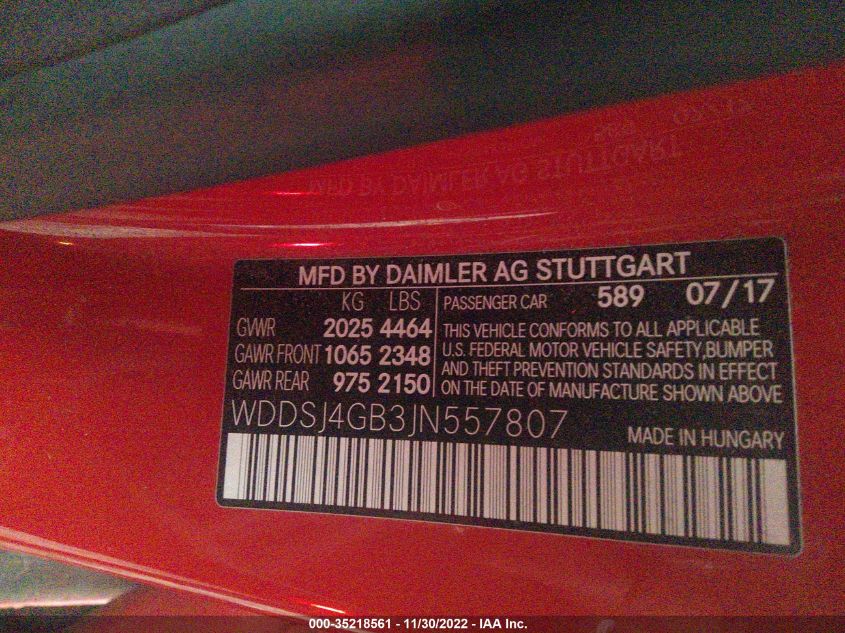 MFD BY DAIMLER AG STUTTGART
KG LBS
GVWR 2025 4464
GAWR FRONT 1065 2348
GAWR REAR 975 2150
PASSENGER CAR 589 07/17
THIS VEHICLE CONFORMS TO ALL APPLICABLE
U.S. FEDERAL MOTOR VEHICLE SAFETY, BUMPER
AND THEFT PREVENTION STANDARDS IN EFFECT
ON THE DATE OF MANUFACTURE SHOWN ABOVE
WDDSJ4GB3JN557807
MADE IN HUNGARY
000-35218561 - 11/30/2022 - IAA Inc.